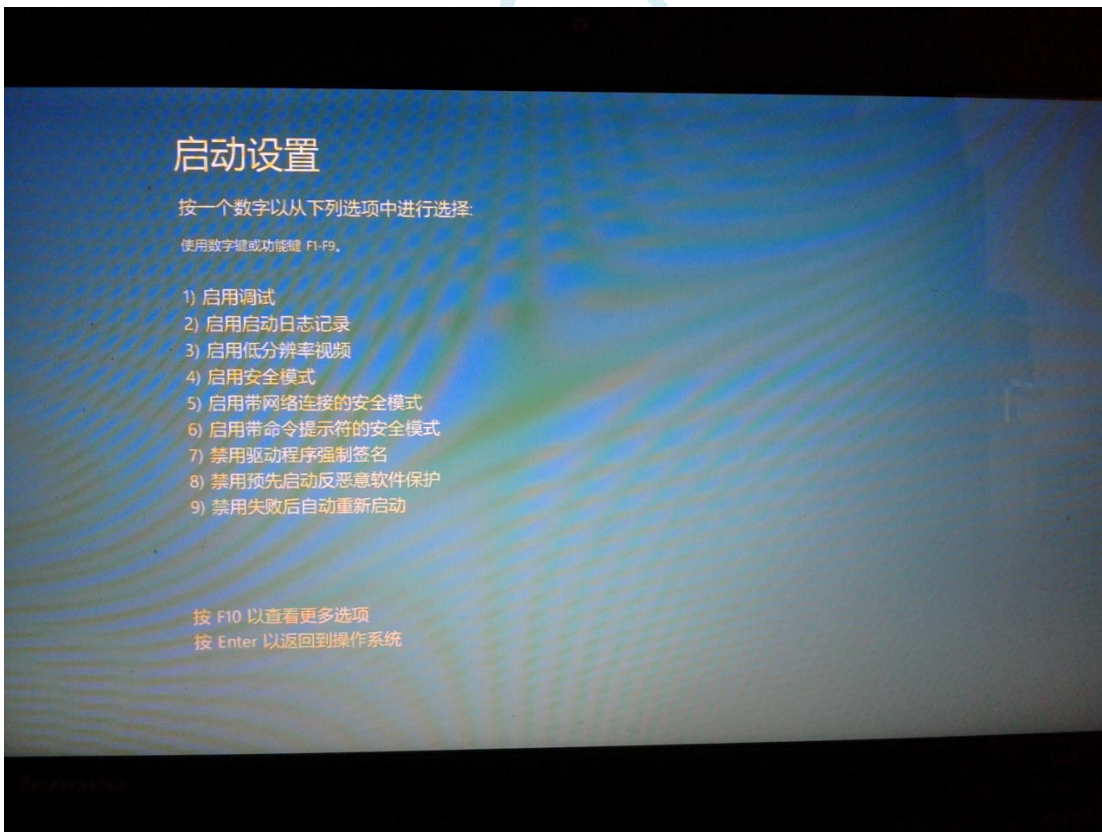 启动设置
按一个数字以从下列选项中进行选择:
使用数字键或功能键 F1-F9。
1) 启用调试
2) 启用启动日志记录
3) 启用低分辨率视频
4) 启用安全模式
5) 启用带网络连接的安全模式
6) 启用带命令提示符的安全模式
7) 禁用驱动程序强制签名
8) 禁用预先启动反恶意软件保护
9) 禁用失败后自动重新启动
按 F10 以查看更多选项
按 Enter 以返回到操作系统